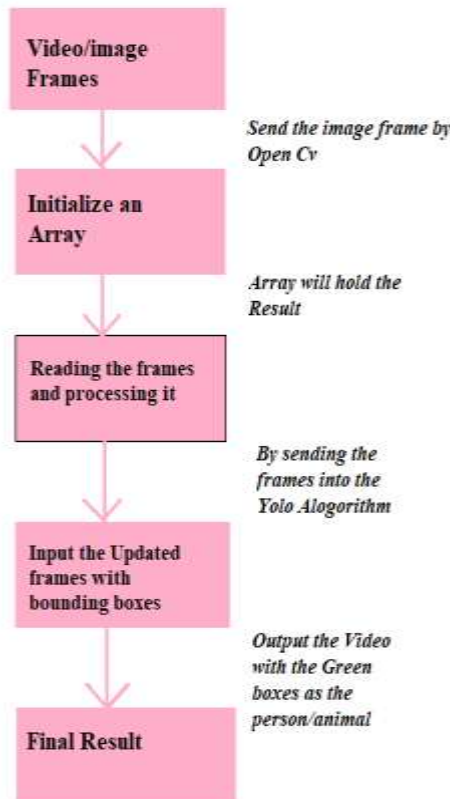 Video/image
Frames
Send the image frame by
Open Cv
Initialize an
Array
Array will hold the
Result
Reading the frames
and processing it
By sending the
frames into the
Yolo Alogorithm
Input the Updated
frames with
bounding boxes
Output the Video
with the Green
boxes as the
person/animal
Final Result